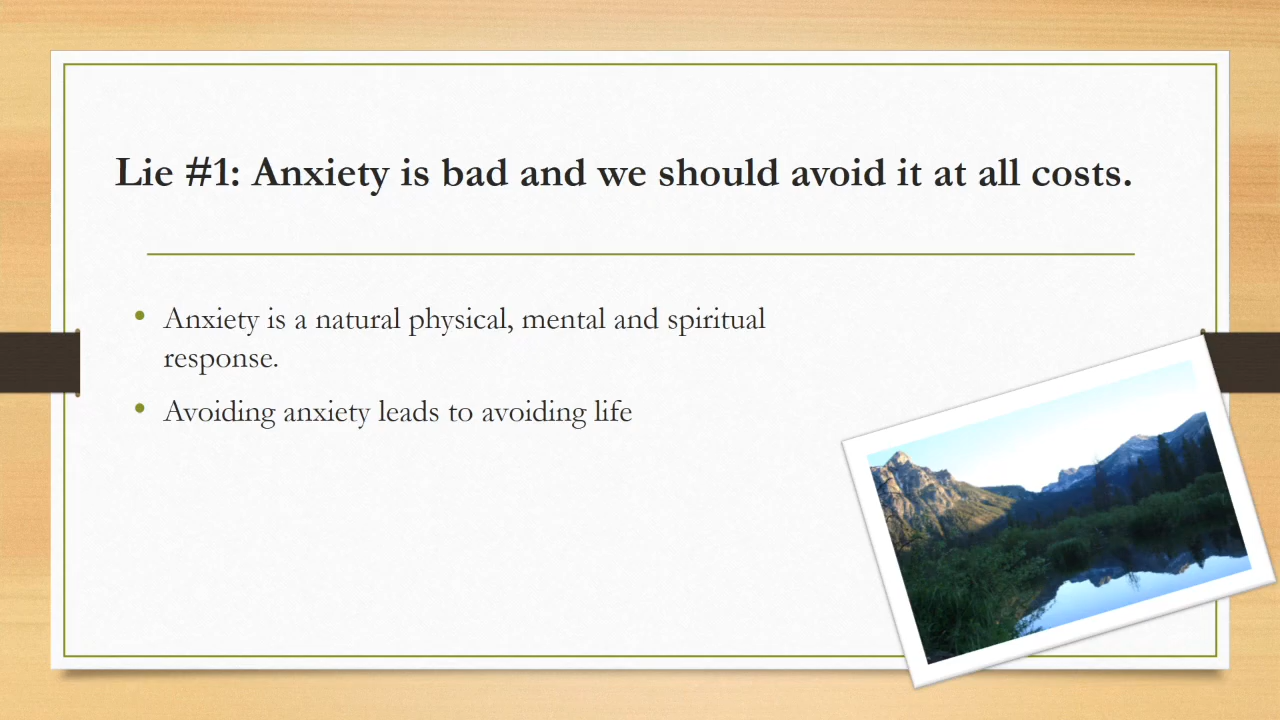 Lie #1: Anxiety is bad and we should avoid it at all costs.
• Anxiety is a natural physical, mental and spiritual
response.
• Avoiding anxiety leads to avoiding life